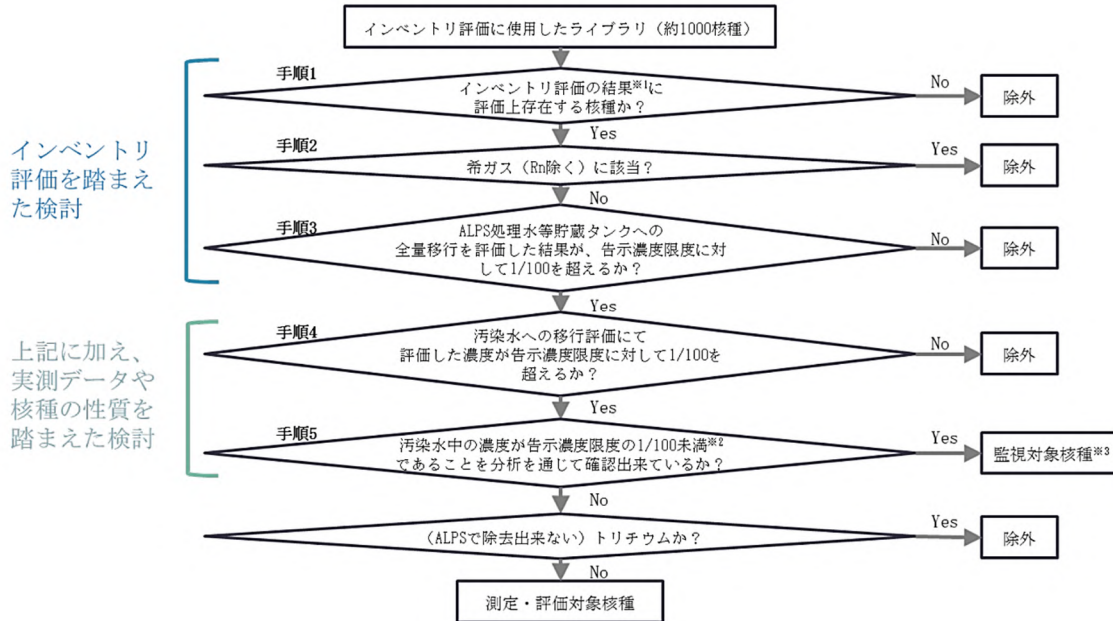 インベントリ評価に使用したライブラリ（約1000核種）
手順1
インベントリ評価の結果※1に
評価上存在する核種か？
No
除外
Yes
手順2
希ガス（Rn除く）に該当？
Yes
除外
No
インベントリ
評価を踏まえ
た検討
手順3
ALPS処理水等貯蔵タンクへの
全量移行を評価した結果が、告示濃度限度に対
して1/100を超えるか？
No
除外
Yes
手順4
汚染水への移行評価にて
評価した濃度が告示濃度限度に対して1/100を
超えるか？
No
除外
Yes
上記に加え、
実測データや
核種の性質を
踏まえた検討
手順5
汚染水中の濃度が告示濃度限度の1/100未満※2
であることを分析を通じて確認出来ているか？
Yes
監視対象核種※3
No
（ALPSで除去出来ない）トリチウムか？
Yes
除外
No
測定・評価対象核種